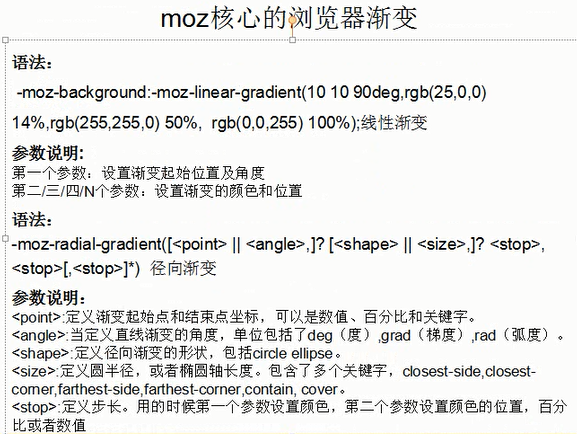 moz核心的浏览器渐变
语法：
-moz-background:-moz-linear-gradient(10 10 90deg,rgb(25,0,0)
14%,rgb(255,255,0) 50%, rgb(0,0,255) 100%);线性渐变
参数说明:
第一个参数：设置渐变起始位置及角度
第二/三/四/N个参数：设置渐变的颜色和位置
语法：
-moz-radial-gradient([<point> || <angle>,]? [<shape> || <size>,]? <stop>,
<stop>[,<stop>]*) 径向渐变
参数说明：
<point>:定义渐变起始点和结束点坐标，可以是数值、百分比和关键字。
<angle>:当定义直线渐变的角度，单位包括了deg（度）,grad（梯度）,rad（弧度）。
<shape>:定义径向渐变的形状，包括circle ellipse。
<size>:定义圆半径，或者椭圆轴长度。包含了多个关键字，closest-side,closest-
corner,farthest-side,farthest-corner,contain, cover。
<stop>:定义步长。用的时候第一个参数设置颜色，第二个参数设置颜色的位置，百分
比或者数值